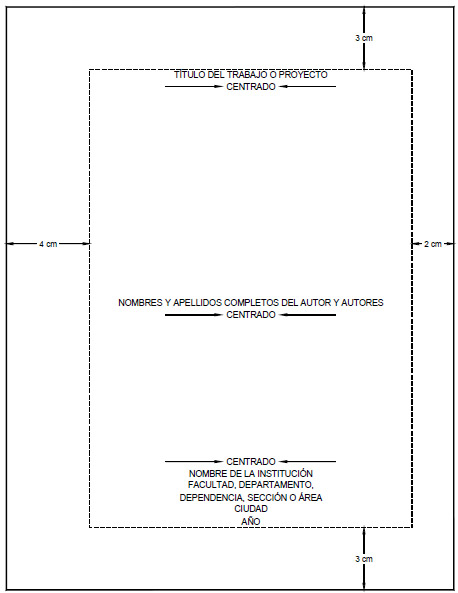 3 cm
TÍTULO DEL TRABAJO O PROYECTO
CENTRADO
4 cm
2 cm
NOMBRES Y APELLIDOS COMPLETOS DEL AUTOR Y AUTORES
CENTRADO
CENTRADO
NOMBRE DE LA INSTITUCIÓN
FACULTAD, DEPARTAMENTO,
DEPENDENCIA, SECCIÓN O ÁREA
CIUDAD
AÑO
3 cm